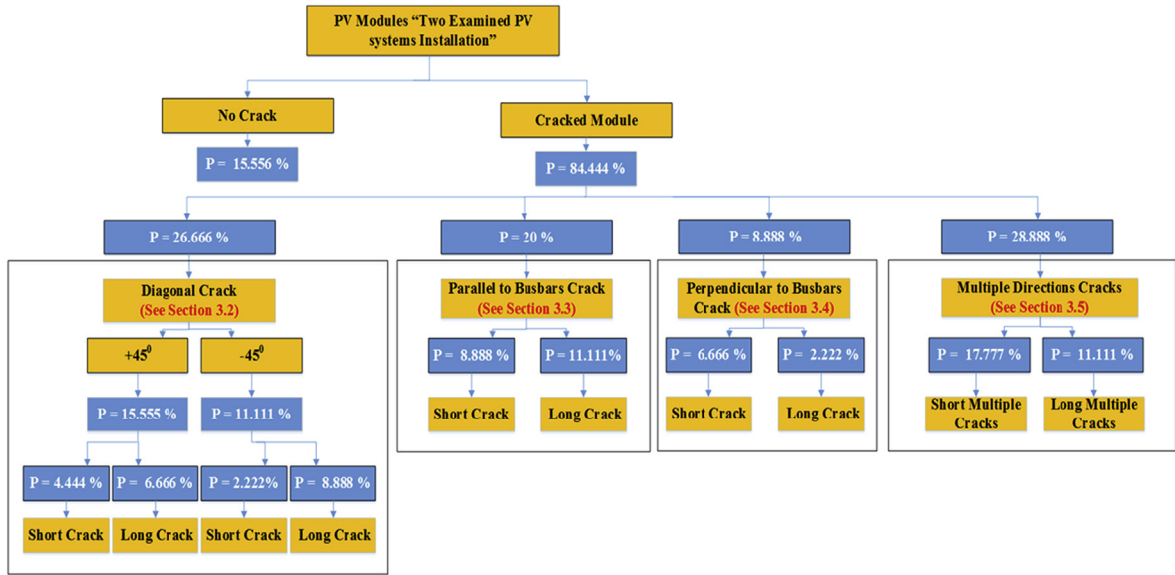 PV Modules “Two Examined PV
systems Installation”
No Crack
Cracked Module
P = 15.556 %
P = 84.444 %
P = 26.666 %
P = 20 %
P = 8.888 %
P = 28.888 %
Diagonal Crack
(See Section 3.2)
Parallel to Busbars Crack
(See Section 3.3)
Perpendicular to Busbars
Crack (See Section 3.4)
Multiple Directions Cracks
(See Section 3.5)
+45⁰
-45⁰
P = 8.888 %
P = 11.111%
P = 6.666 %
P = 2.222 %
P = 17.777 %
P = 11.111 %
Short Crack
Long Crack
Short Crack
Long Crack
Short Multiple
Cracks
Long Multiple
Cracks
P = 15.555 %
P = 11.111 %
P = 4.444 %
P = 6.666 %
P = 2.222%
P = 8.888 %
Short Crack
Long Crack
Short Crack
Long Crack